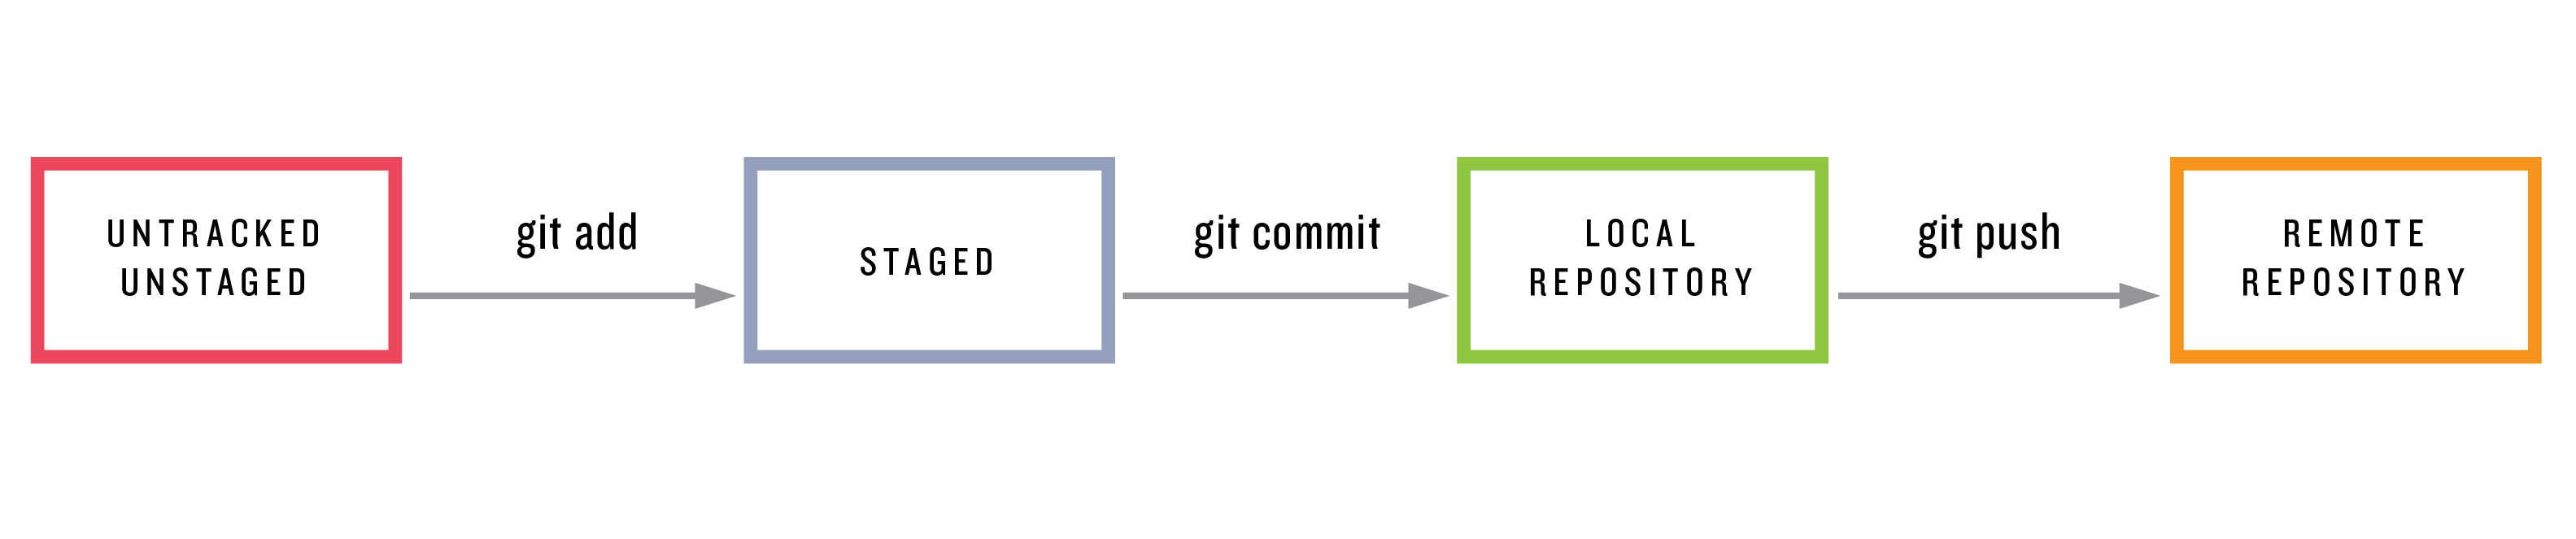 UNTRACKED
UNSTAGED
git add
STAGED
git commit
LOCAL
REPOSITORY
git push
REMOTE
REPOSITORY